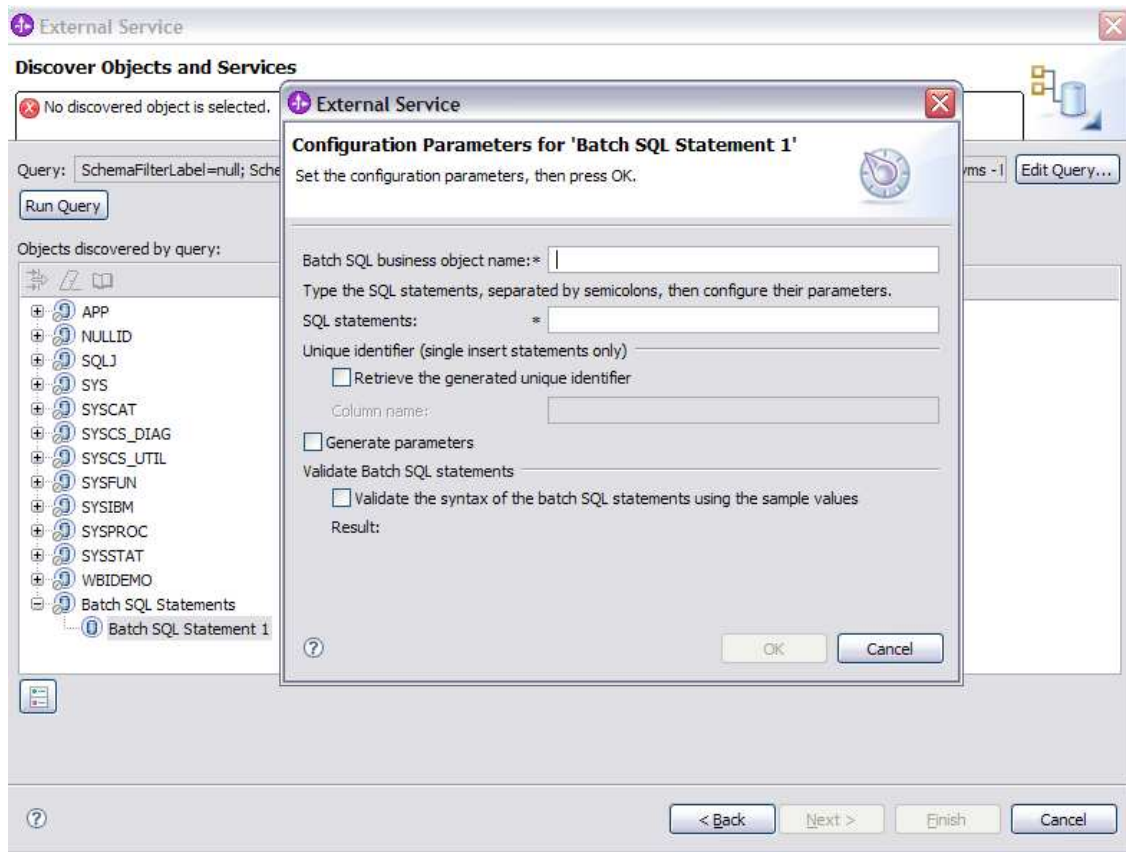 External Service
Discover Objects and Services
No discovered object is selected.
Query: SchemaFilterLabel=null; Sche
Edit Query...
Run Query
Objects discovered by query:
APP
NULLID
SQLJ
SYS
SYSCAT
SYSCS_DIAG
SYSCS_UTIL
SYSFUN
SYSIBM
SYSPROC
SYSSTAT
WBIDEMO
Batch SQL Statements
Batch SQL Statement 1
External Service
Configuration Parameters for 'Batch SQL Statement 1'
Set the configuration parameters, then press OK.
Batch SQL business object name:*
Type the SQL statements, separated by semicolons, then configure their parameters.
SQL statements: *
Unique identifier (single insert statements only)
Retrieve the generated unique identifier
Column name:
Generate parameters
Validate Batch SQL statements
Validate the syntax of the batch SQL statements using the sample values
Result:
OK Cancel
< Back Next > Finish Cancel